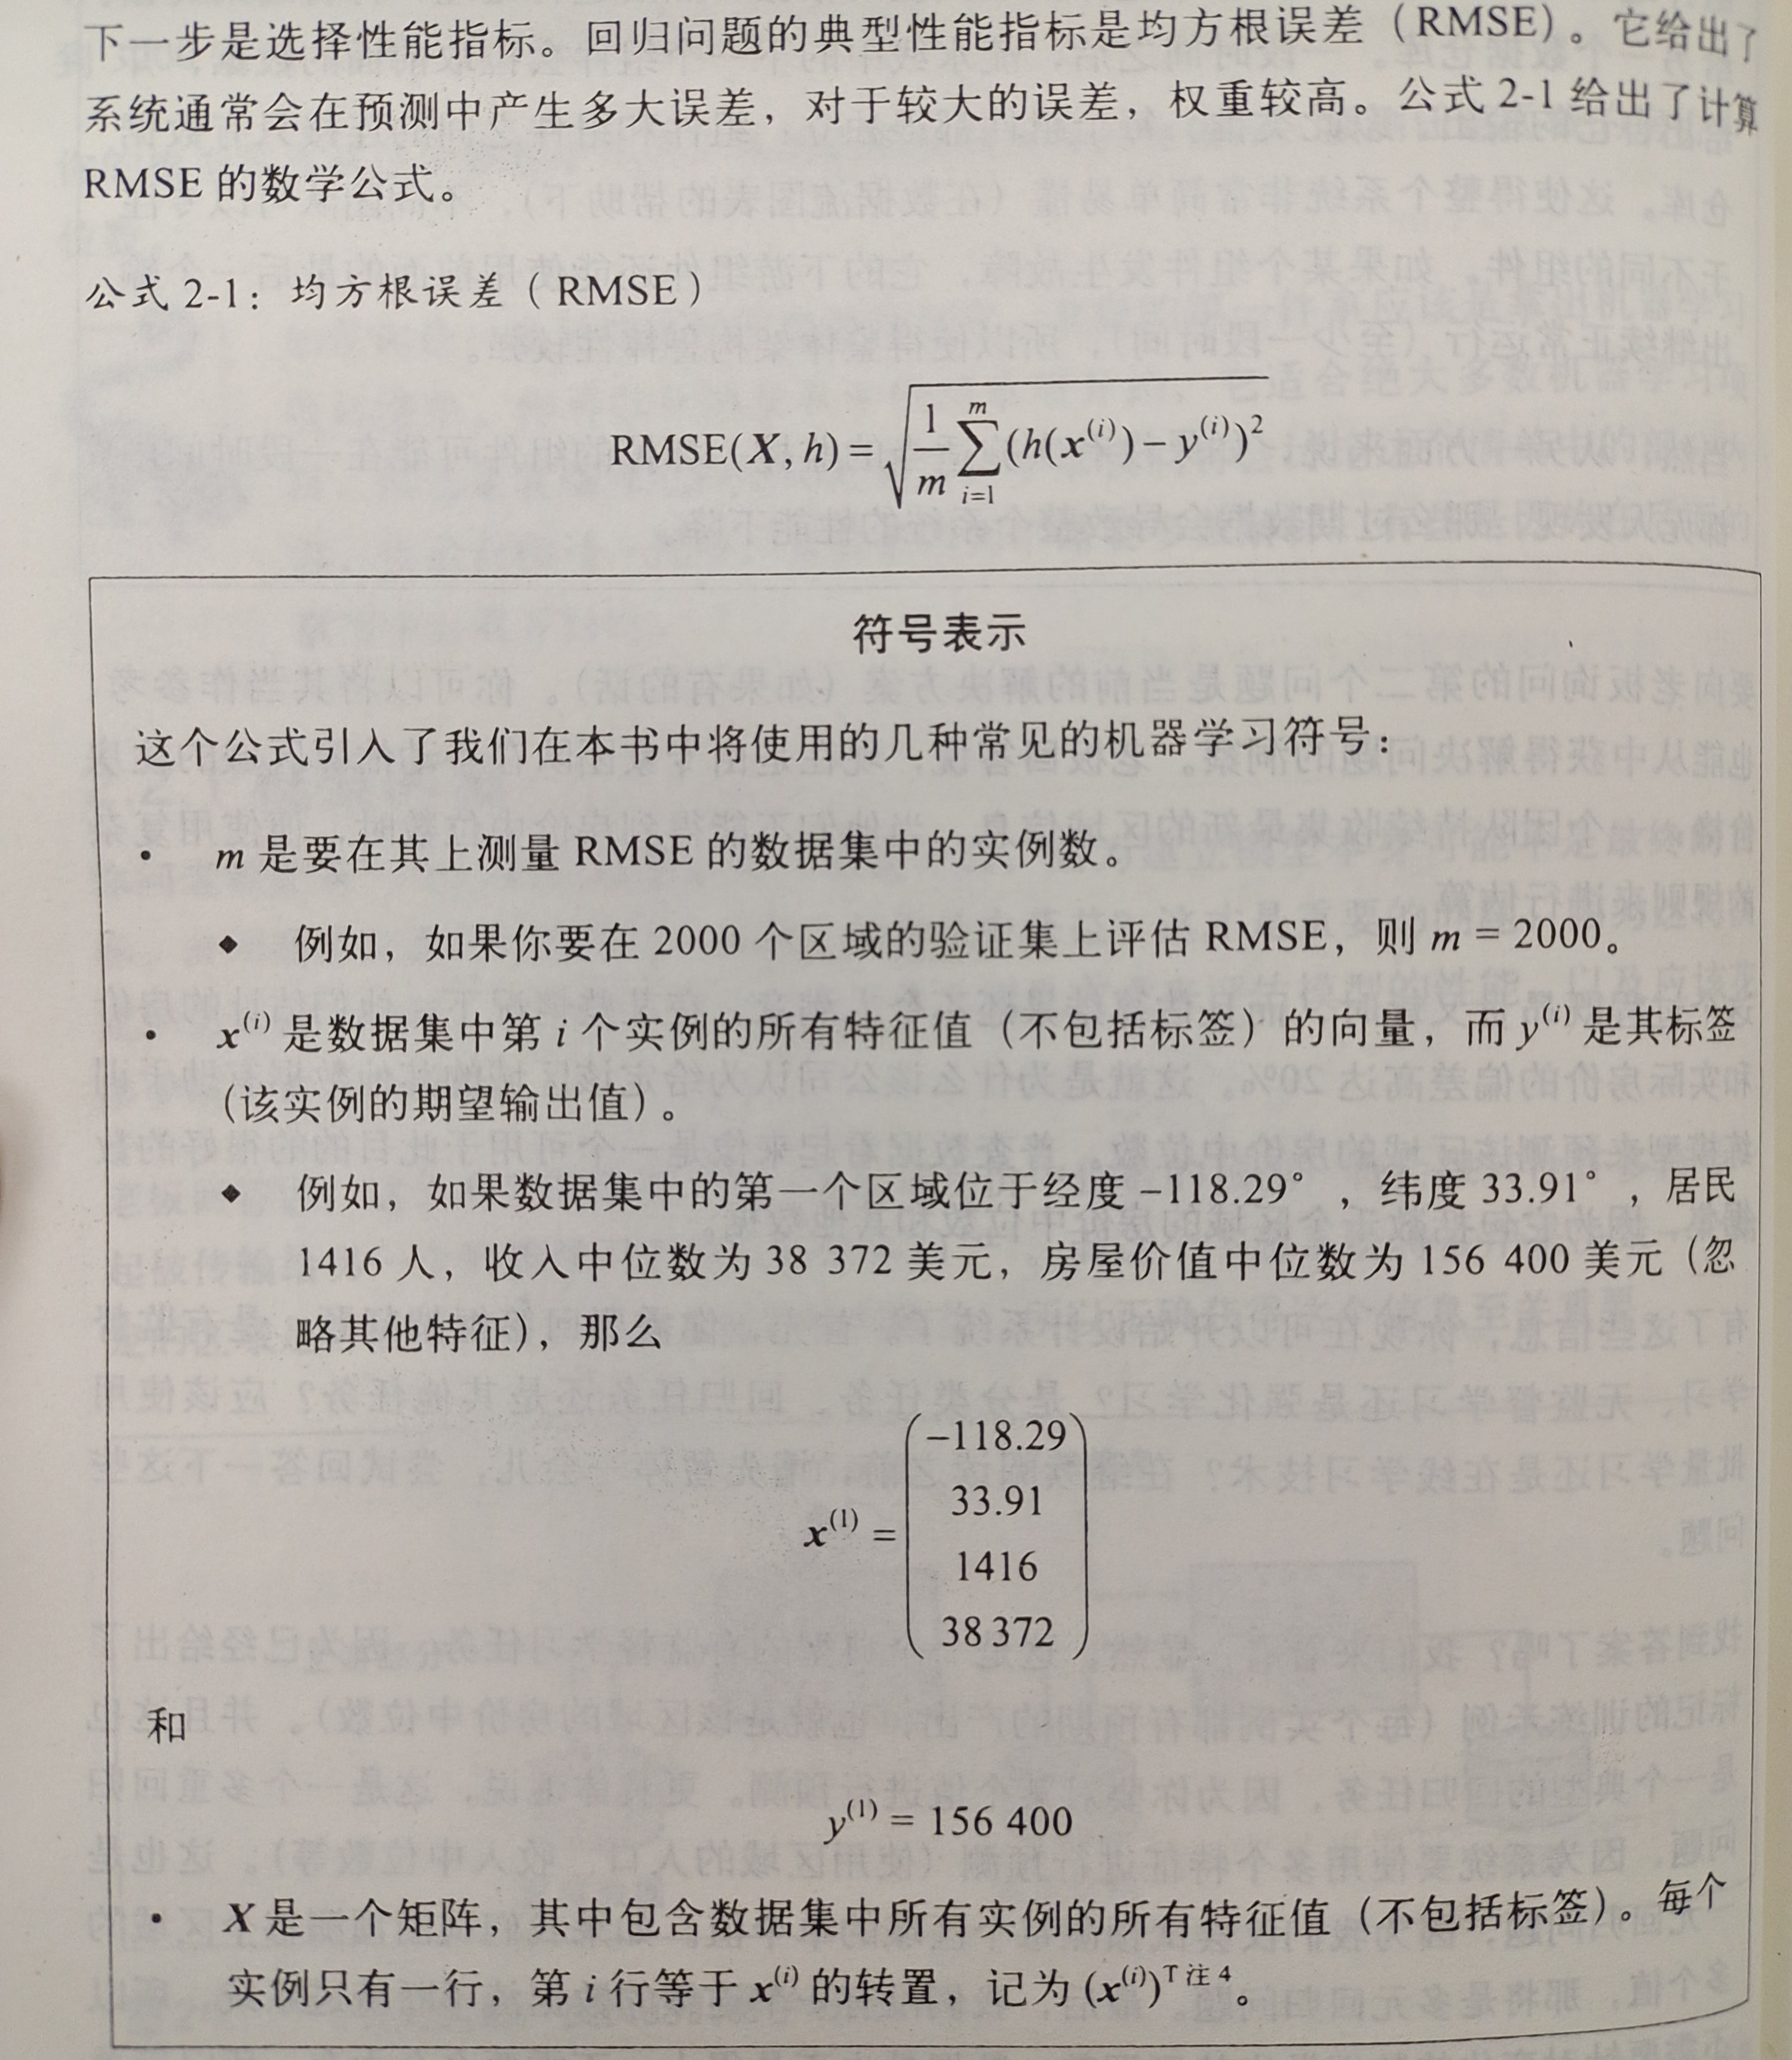 下一步是选择性能指标。回归问题的典型性能指标是均方根误差（RMSE）。它给出了
系统通常会在预测中产生多大误差，对于较大的误差，权重较高。公式 2-1 给出了计算
RMSE 的数学公式。
公式 2-1：均方根误差（RMSE）
RMSE(X, h) = √(1/m ∑_{i=1}^{m} (h(x⁽ⁱ⁾) − y⁽ⁱ⁾)²)
符号表示
这个公式引入了我们在本书中将使用的几种常见的机器学习符号：
• m 是要在其上测量 RMSE 的数据集中的实例数。
◆ 例如，如果你要在 2000 个区域的验证集上评估 RMSE，则 m = 2000。
• x⁽ⁱ⁾ 是数据集中第 i 个实例的所有特征值（不包括标签）的向量，而 y⁽ⁱ⁾ 是其标签
（该实例的期望输出值）。
◆ 例如，如果数据集中的第一个区域位于经度 –118.29°，纬度 33.91°，居民
1416 人，收入中位数为 38 372 美元，房屋价值中位数为 156 400 美元（忽
略其他特征），那么
−118.29
33.91
x⁽¹⁾ =
1416
38 372
和
y⁽¹⁾ = 156 400
• X 是一个矩阵，其中包含数据集中所有实例的所有特征值（不包括标签）。每个
实例只有一行，第 i 行等于 x⁽ⁱ⁾ 的转置，记为 (x⁽ⁱ⁾)ᵀ 注 4。